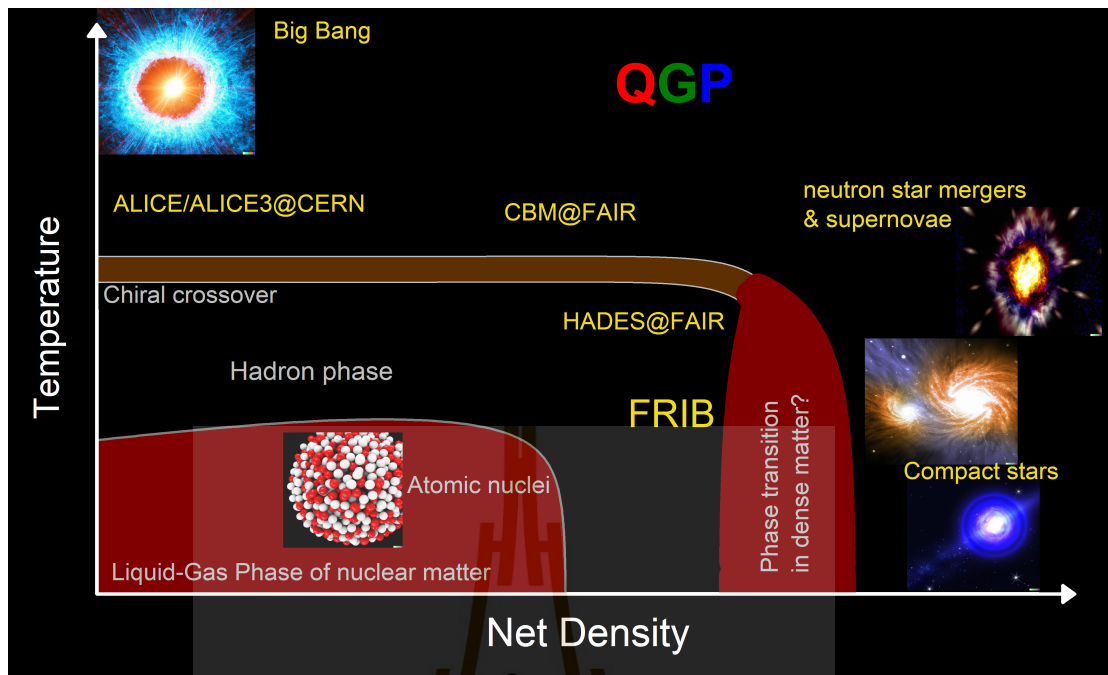 Big Bang
QGP
ALICE/ALICE3@CERN
CBM@FAIR
neutron star mergers
& supernovae
Chiral crossover
HADES@FAIR
Hadron phase
FRIB
Temperature
Phase transition
in dense matter?
Compact stars
Atomic nuclei
Liquid-Gas Phase of nuclear matter
Net Density